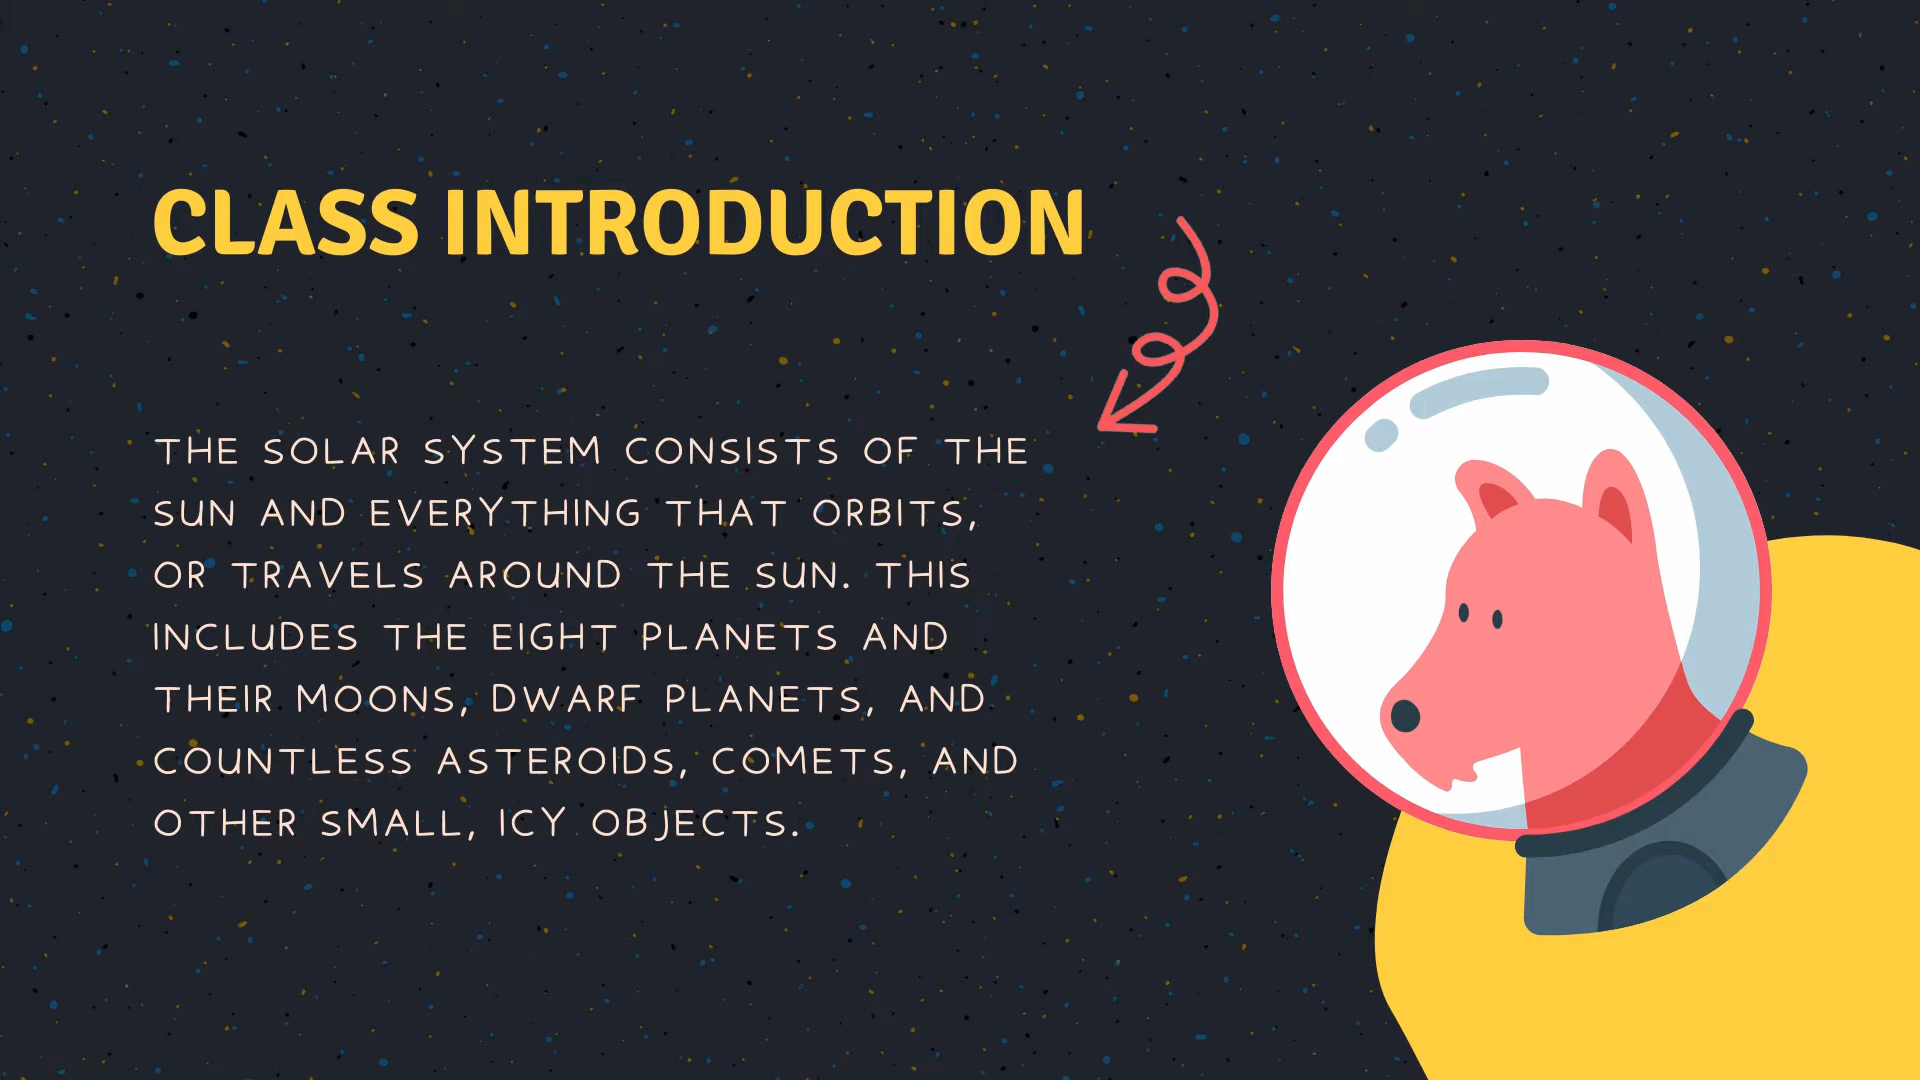 CLASS INTRODUCTION
THE SOLAR SYSTEM CONSISTS OF THE
SUN AND EVERYTHING THAT ORBITS,
OR TRAVELS AROUND THE SUN. THIS
INCLUDES THE EIGHT PLANETS AND
THEIR MOONS, DWARF PLANETS, AND
COUNTLESS ASTEROIDS, COMETS, AND
OTHER SMALL, ICY OBJECTS.